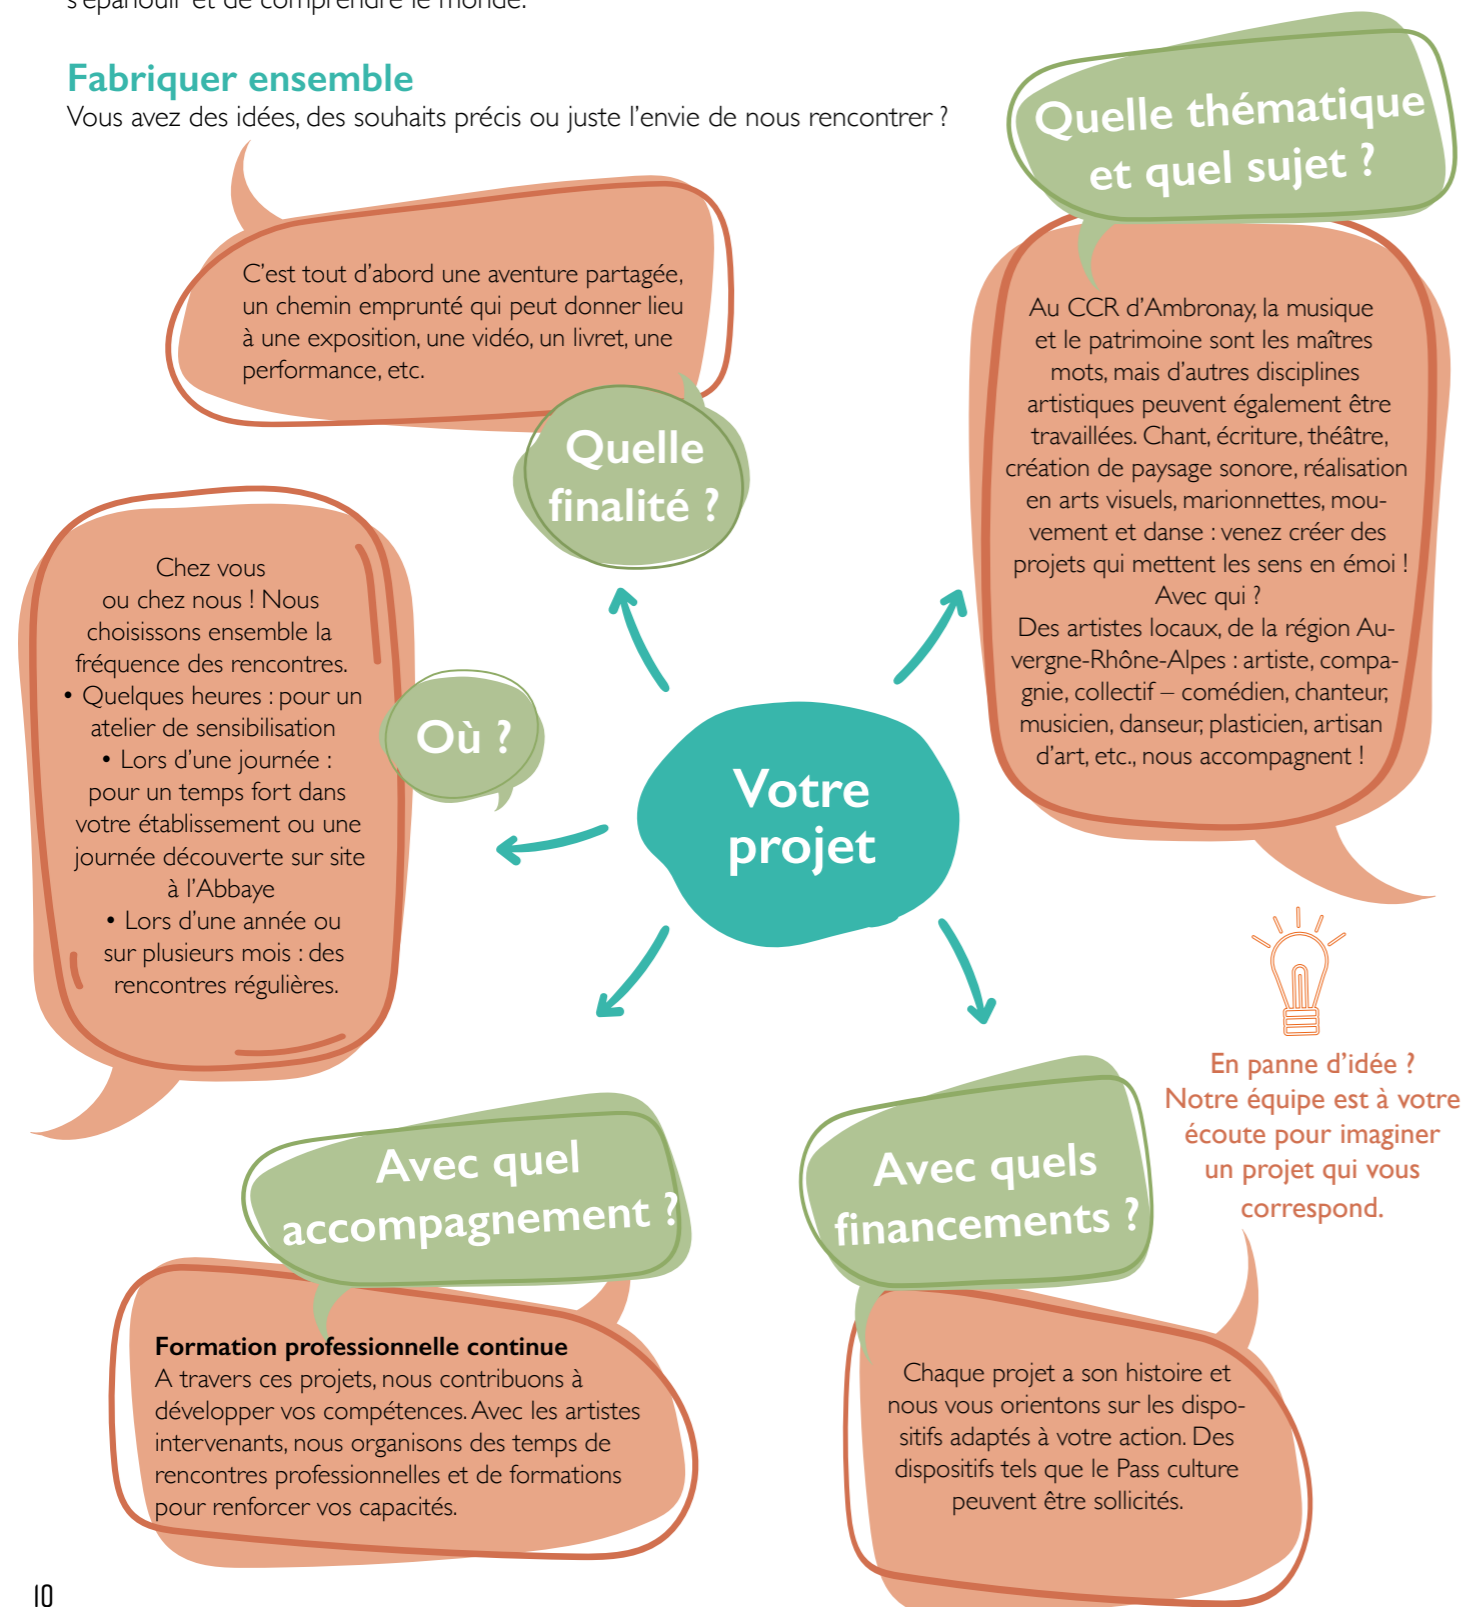 s'épanouir et de comprendre le monde.
Fabriquer ensemble
Vous avez des idées, des souhaits précis ou juste l'envie de nous rencontrer ?
C'est tout d'abord une aventure partagée,
un chemin emprunté qui peut donner lieu
à une exposition, une vidéo, un livret, une
performance, etc.
Quelle
finalité ?
Quelle thématique
et quel sujet ?
Au CCR d'Ambronay, la musique
et le patrimoine sont les maîtres
mots, mais d'autres disciplines
artistiques peuvent également être
travaillées. Chant, écriture, théâtre,
création de paysage sonore, réalisation
en arts visuels, marionnettes, mou-
vement et danse : venez créer des
projets qui mettent les sens en émoi !
Avec qui ?
Des artistes locaux, de la région Au-
vergne-Rhône-Alpes : artiste, compa-
gnie, collectif – comédien, chanteur,
musicien, danseur, plasticien, artisan
d'art, etc., nous accompagnent !
Chez vous
ou chez nous ! Nous
choisissons ensemble la
fréquence des rencontres.
• Quelques heures : pour un
atelier de sensibilisation
• Lors d'une journée :
pour un temps fort dans
votre établissement ou une
journée découverte sur site
à l'Abbaye
• Lors d'une année ou
sur plusieurs mois : des
rencontres régulières.
Où ?
Votre
projet
En panne d'idée ?
Notre équipe est à votre
écoute pour imaginer
un projet qui vous
correspond.
Avec quel
accompagnement ?
Formation professionnelle continue
A travers ces projets, nous contribuons à
développer vos compétences. Avec les artistes
intervenants, nous organisons des temps de
rencontres professionnelles et de formations
pour renforcer vos capacités.
Avec quels
financements ?
Chaque projet a son histoire et
nous vous orientons sur les dispo-
sitifs adaptés à votre action. Des
dispositifs tels que le Pass culture
peuvent être sollicités.
10